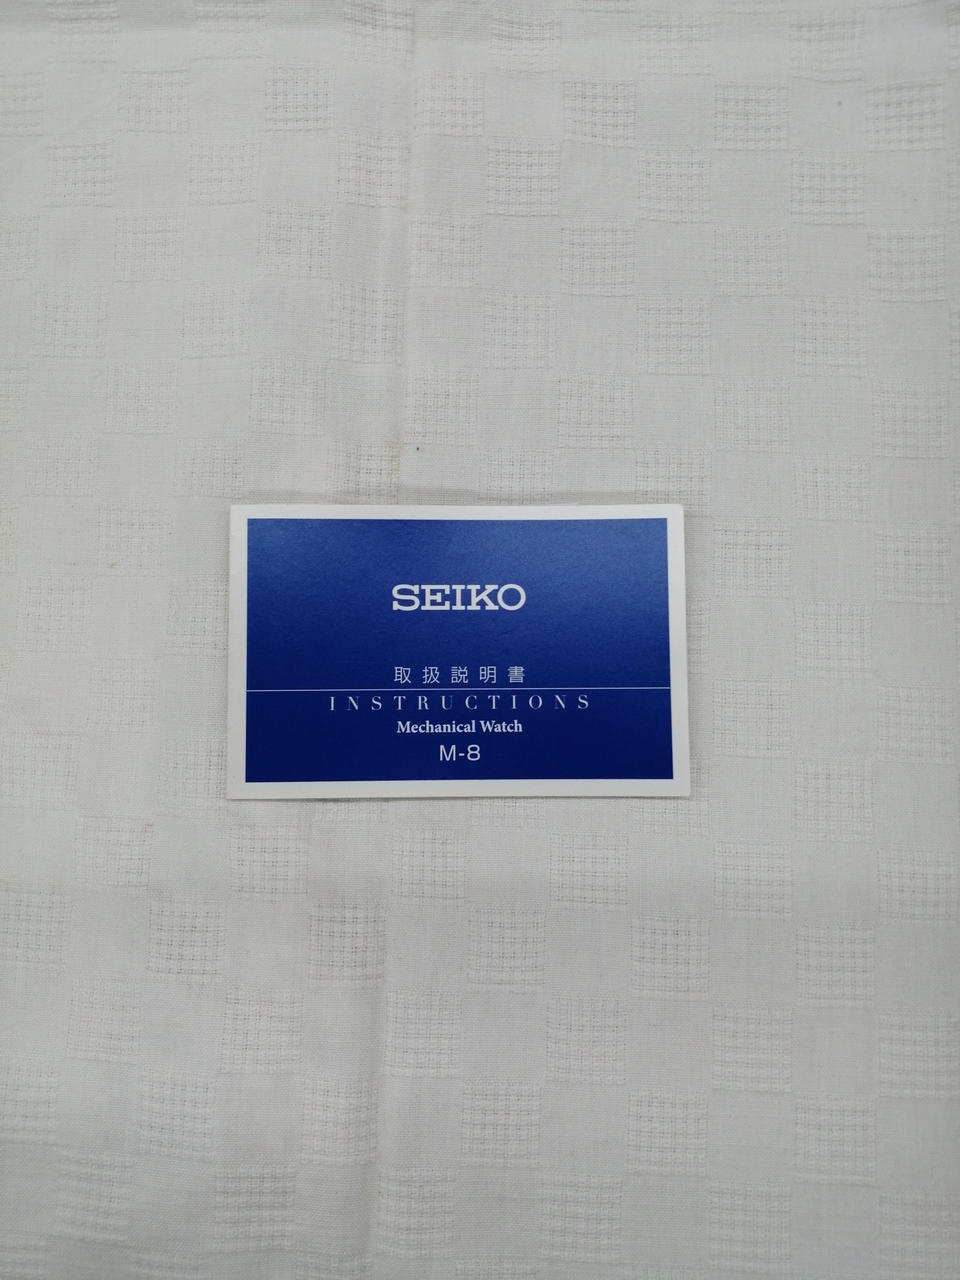 SEIKO
取扱説明書
INSTRUCTIONS
Mechanical Watch
M-8